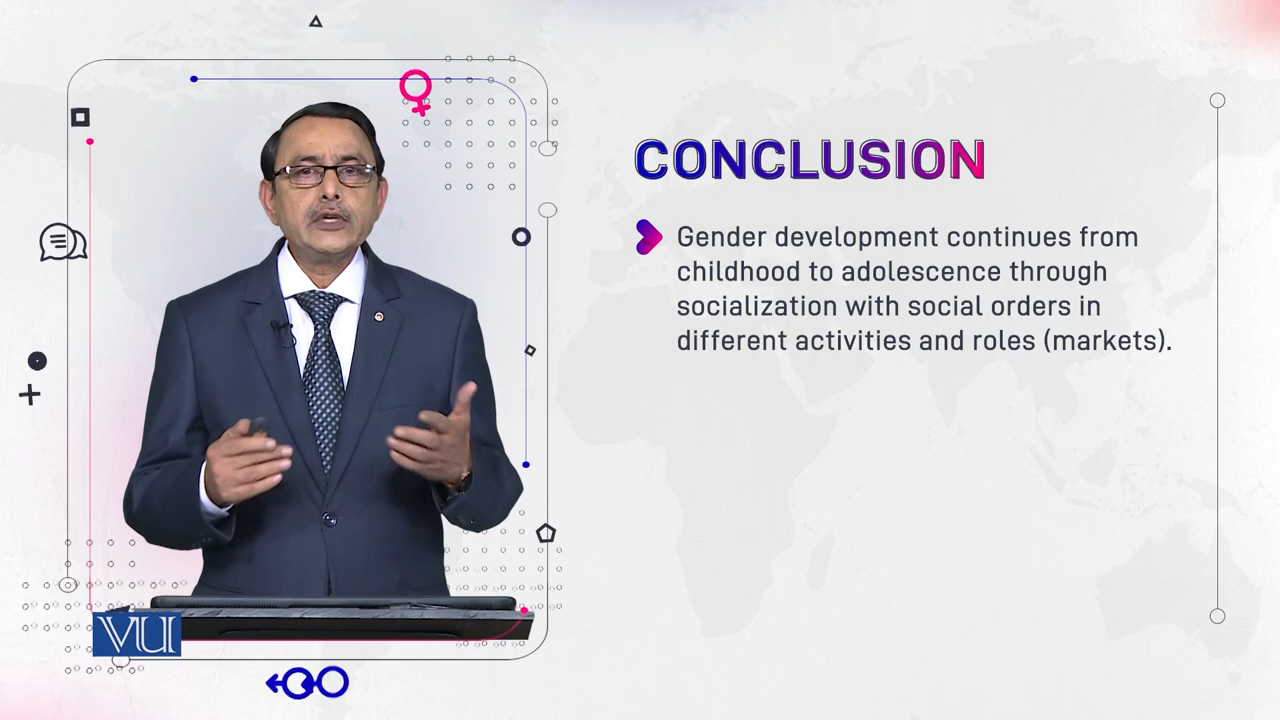 CONCLUSION
Gender development continues from
childhood to adolescence through
socialization with social orders in
different activities and roles (markets).
VU